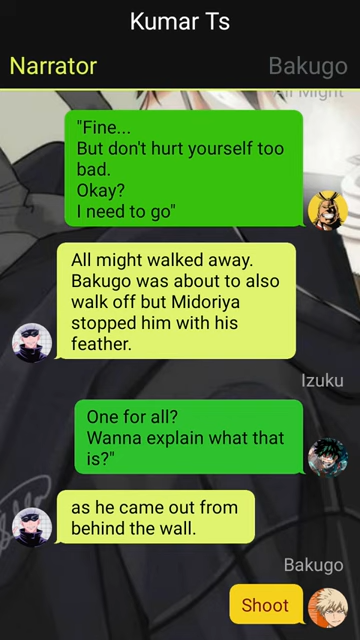 Kumar Ts
Narrator
Bakugo
All Might
"Fine...
But don't hurt yourself too
bad.
Okay?
I need to go"
All might walked away.
Bakugo was about to also
walk off but Midoriya
stopped him with his
feather.
Izuku
One for all?
Wanna explain what that
is?"
as he came out from
behind the wall.
Bakugo
Shoot